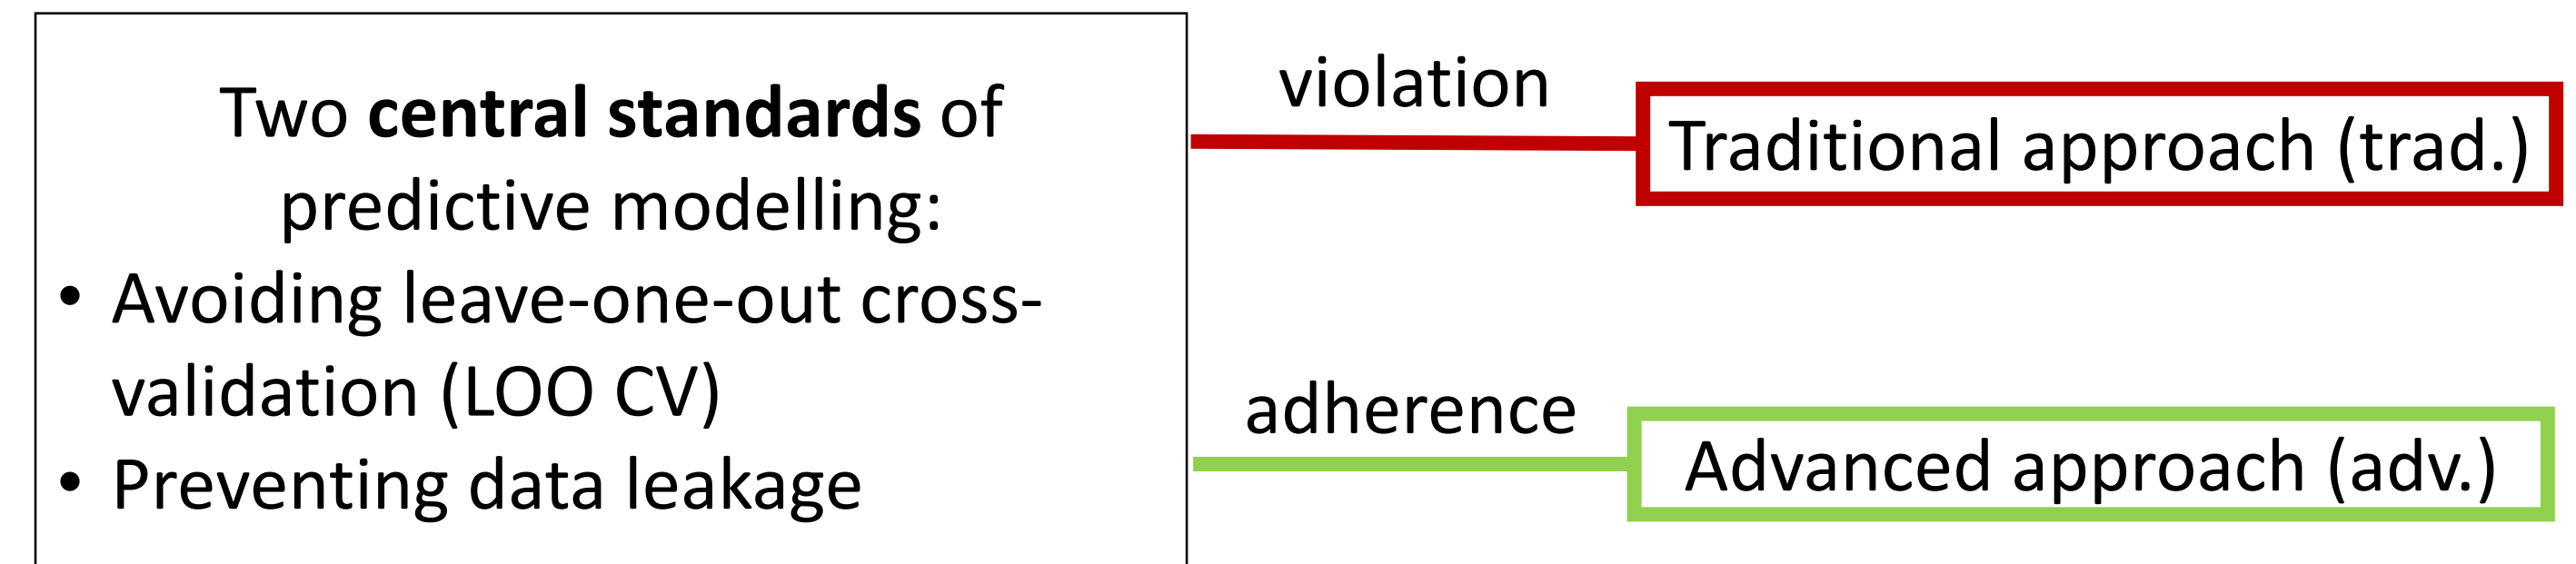 Two central standards of
predictive modelling:
• Avoiding leave-one-out cross-
validation (LOO CV)
• Preventing data leakage
violation
Traditional approach (trad.)
adherence
Advanced approach (adv.)